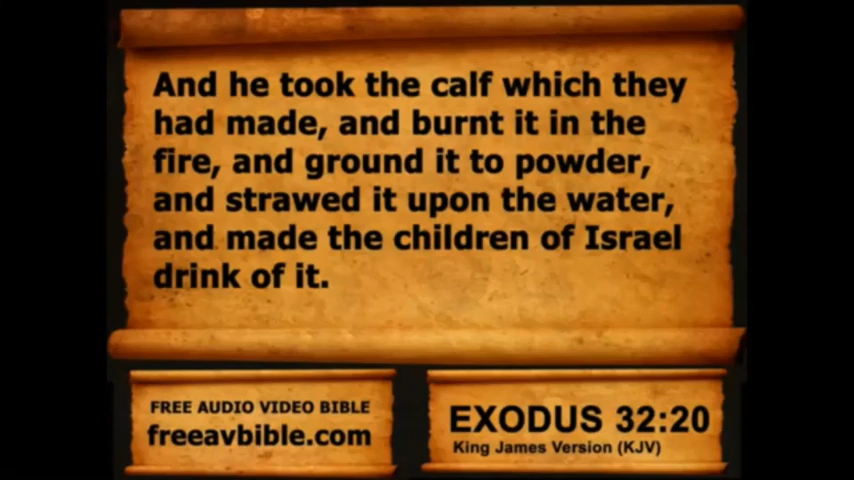 And he took the calf which they
had made, and burnt it in the
fire, and ground it to powder,
and strawed it upon the water,
and made the children of Israel
drink of it.
FREE AUDIO VIDEO BIBLE
freeavbible.com
EXODUS 32:20
King James Version (KJV)